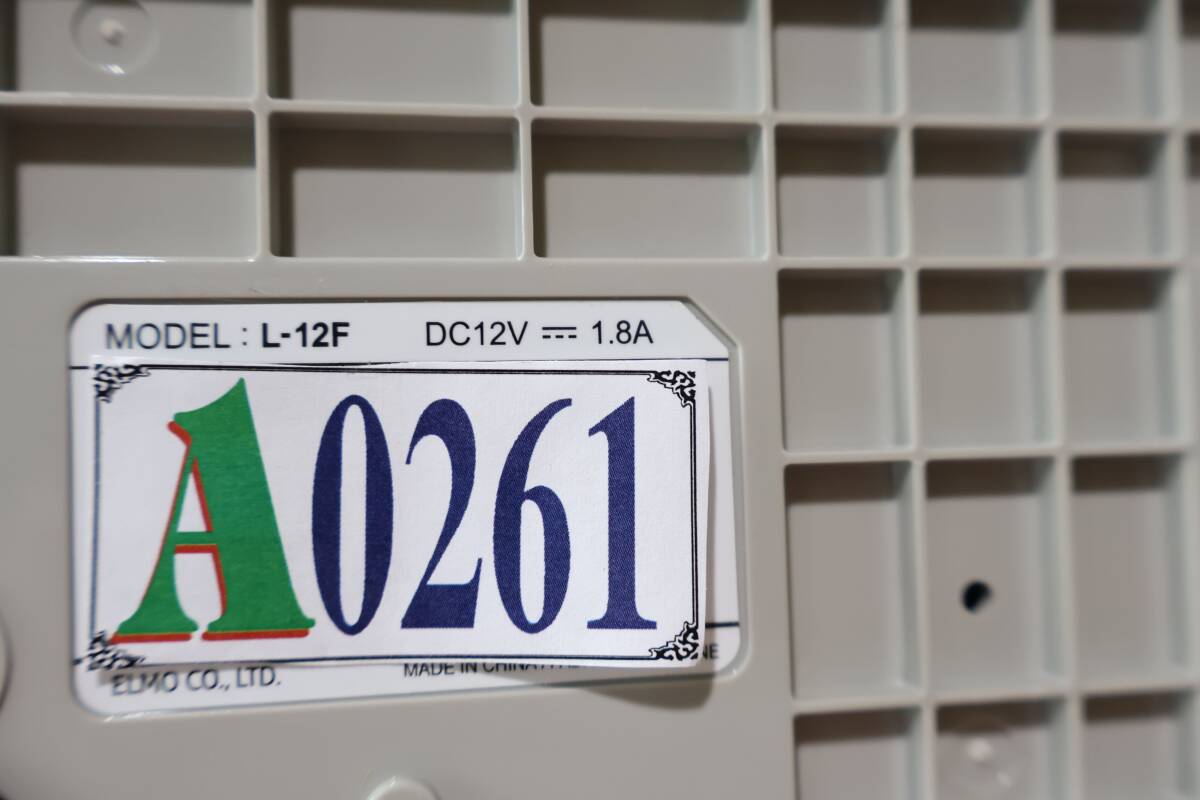 MODEL : L-12F DC12V ⎓ 1.8A
A0261
ELMO CO., LTD. MADE IN CHINA